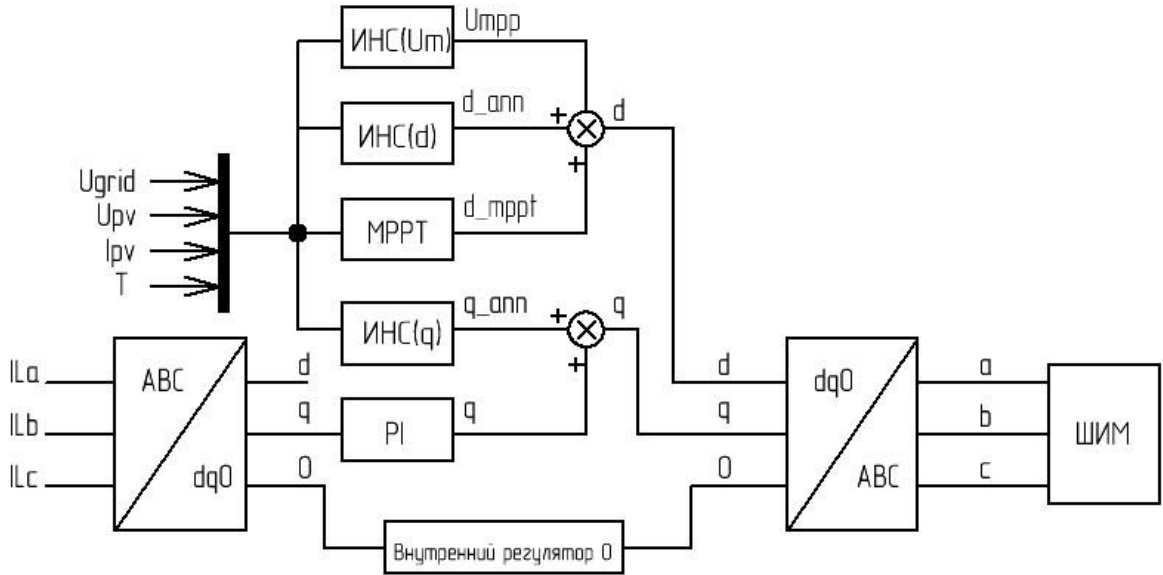 ИНС(Um)
Umpp
ИНС(d)
d_ann
+
d
+
Ugrid
Upv
Ipv
T
MPPT
d_mppt
ИНС(q)
q_ann
+
q
+
ILa
ILb
ILc
ABC
dq0
d
q
0
PI
q
Внутренний регулятор 0
d
q
0
dq0
ABC
a
b
c
ШИМ